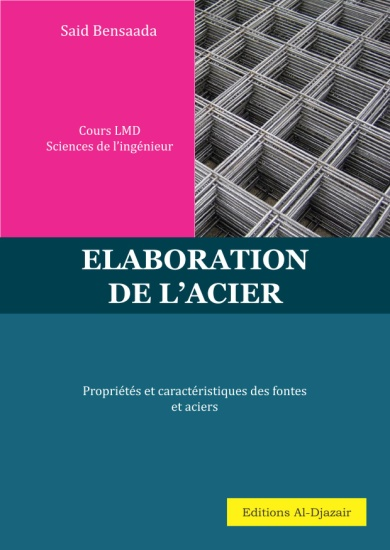 Said Bensaada
Cours LMD
Sciences de l'ingénieur
ELABORATION
DE L’ACIER
Propriétés et caractéristiques des fontes
et aciers
Editions Al-Djazair